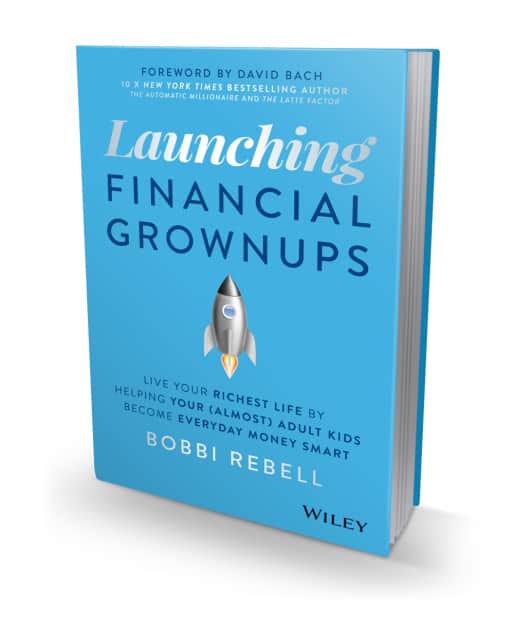 FOREWORD BY DAVID BACH
10 X NEW YORK TIMES BESTSELLING AUTHOR
THE AUTOMATIC MILLIONAIRE AND THE LATTE FACTOR
Launching
FINANCIAL
GROWNUPS
LIVE YOUR RICHEST LIFE BY
HELPING YOUR (ALMOST) ADULT KIDS
BECOME EVERYDAY MONEY SMART
BOBBI REBELL
WILEY